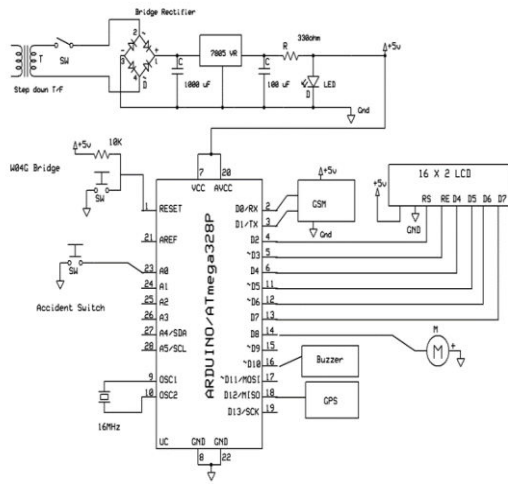 Bridge Rectifier
T
SW
Step down T/F
2
-
3
+
1
4
D
C
1000 uF
7805 VR
C
100 uF
330ohm
R
LED
D
+5v
Gnd
+5v
10K
W04G Bridge
SW
SW
Accident Switch
16MHz
7 20
VCC AVCC
1 RESET
21 AREF
23 A0
24 A1
25 A2
26 A3
27 A4/SDA
28 A5/SCL
9 OSC1
10 OSC2
UC GND GND
8 22
ARDUINO/ATmega328P
D0/RX 2
D1/TX 3
D2 4
~D3 5
D4 6
~D5 11
~D6 12
D7 13
D8 14
~D9 15
~D10 16
~D11/MOSI 17
D12/MISO 18
D13/SCK 19
+5v
GSM
Gnd
16 X 2 LCD
+5v
GND
RS RE D4 D5 D6 D7
M
M
+
Buzzer
GPS